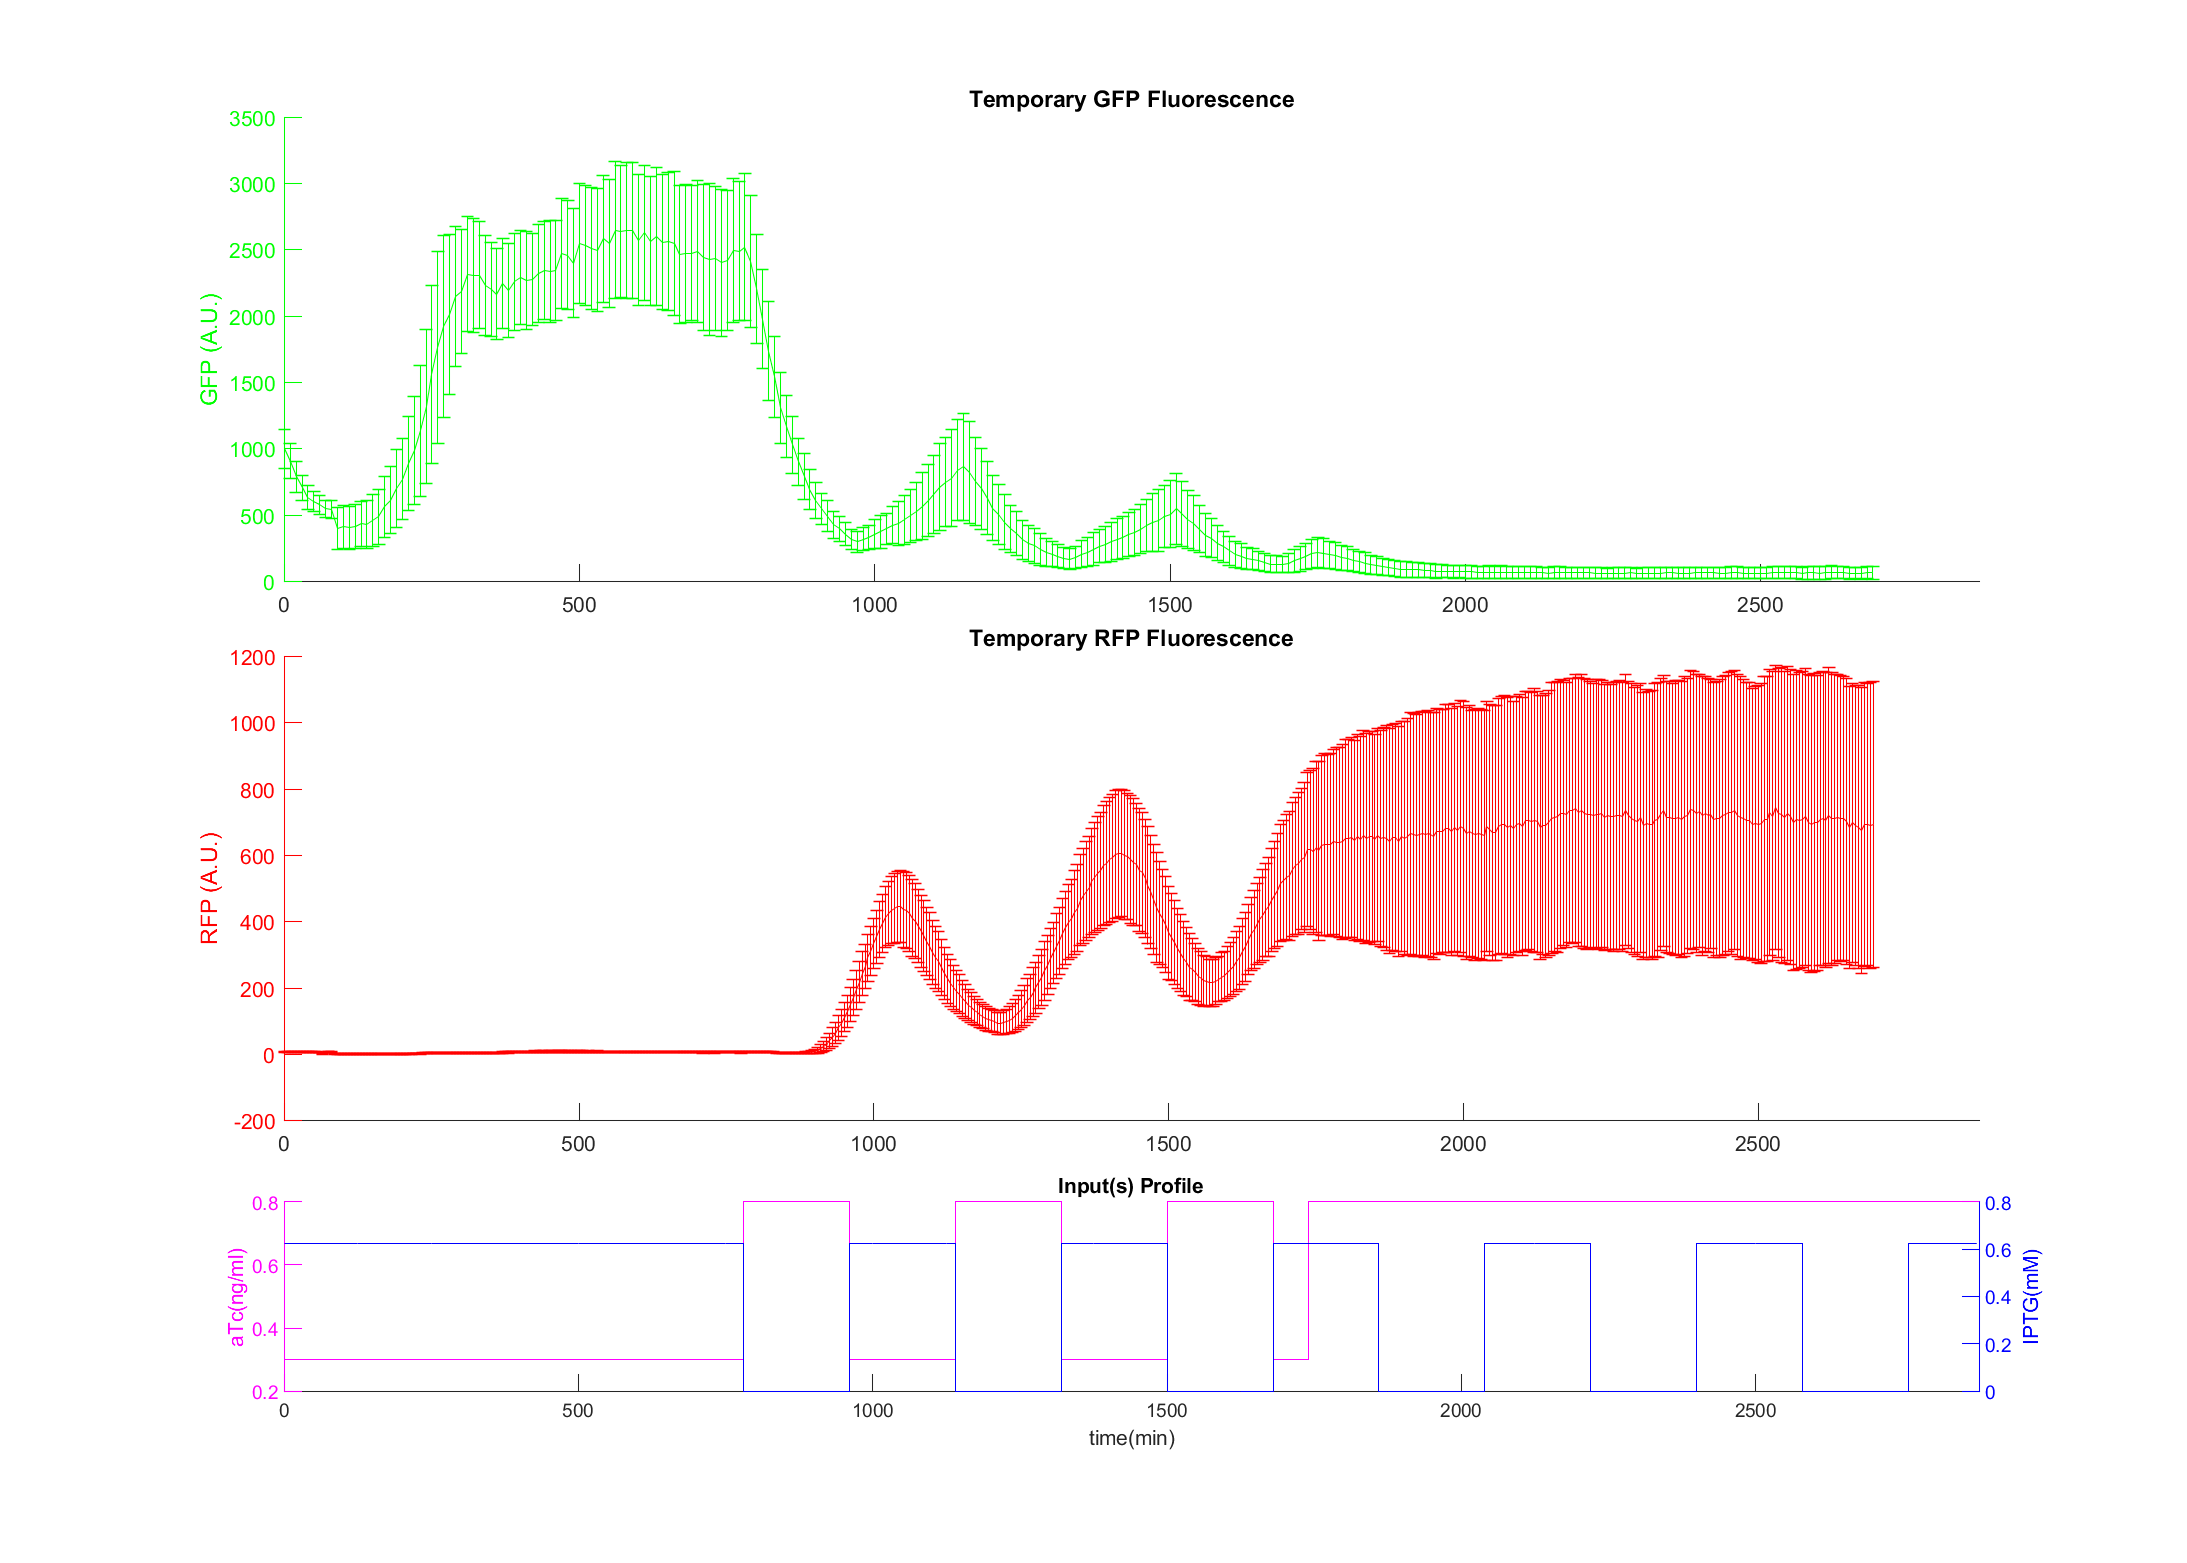 Temporary GFP Fluorescence
3500
3000
2500
2000
1500
1000
500
0
GFP (A.U.)
0 500 1000 1500 2000 2500
Temporary RFP Fluorescence
1200
1000
800
600
400
200
0
-200
RFP (A.U.)
0 500 1000 1500 2000 2500
Input(s) Profile
0.8
0.6
0.4
0.2
aTc(ng/ml)
0.8
0.6
0.4
0.2
0
IPTG(mM)
0 500 1000 1500 2000 2500
time(min)